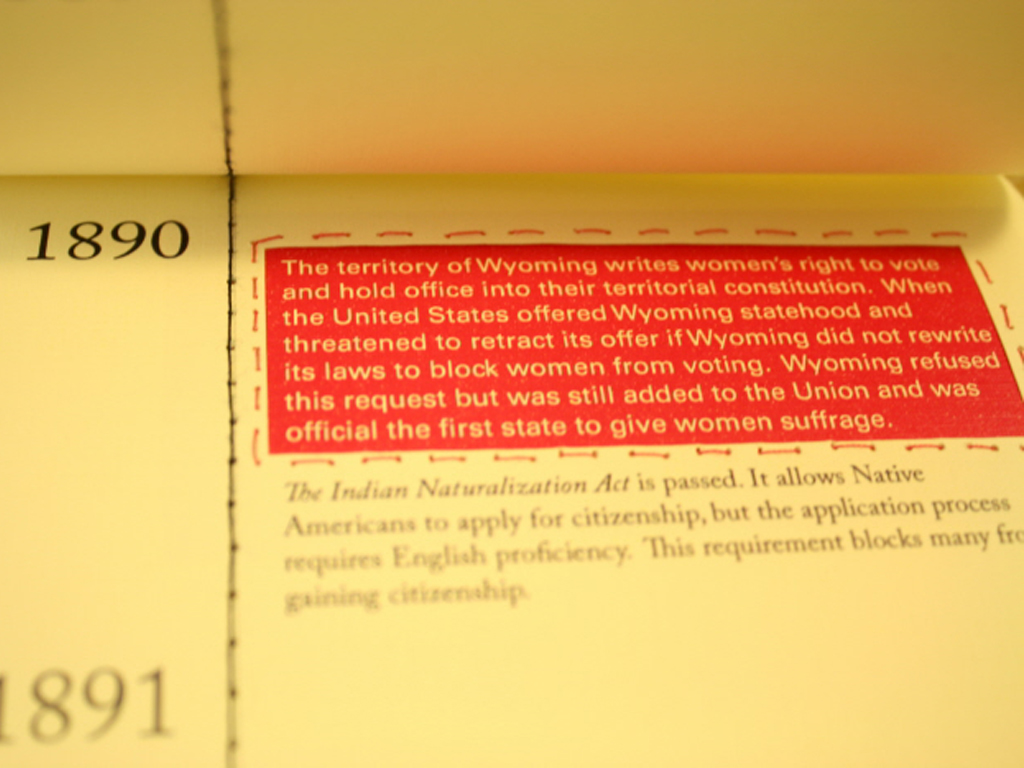 1890
The territory of Wyoming writes women's right to vote
and hold office into their territorial constitution. When
the United States offered Wyoming statehood and
threatened to retract its offer if Wyoming did not rewrite
its laws to block women from voting. Wyoming refused
this request but was still added to the Union and was
official the first state to give women suffrage.
The Indian Naturalization Act is passed. It allows Native
Americans to apply for citizenship, but the application process
requires English proficiency. This requirement blocks many
gaining citizenship.
1891